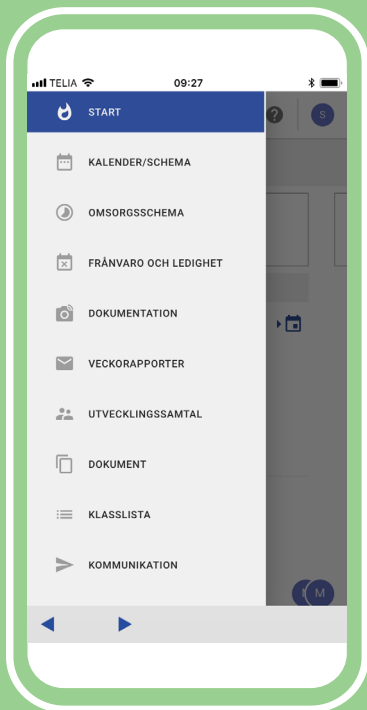 TELIA 09:27
START
S
KALENDER/SCHEMA
OMSORGSSCHEMA
FRÅNVARO OCH LEDIGHET
DOKUMENTATION
VECKORAPPORTER
UTVECKLINGSSAMTAL
DOKUMENT
KLASSLISTA
KOMMUNIKATION
M